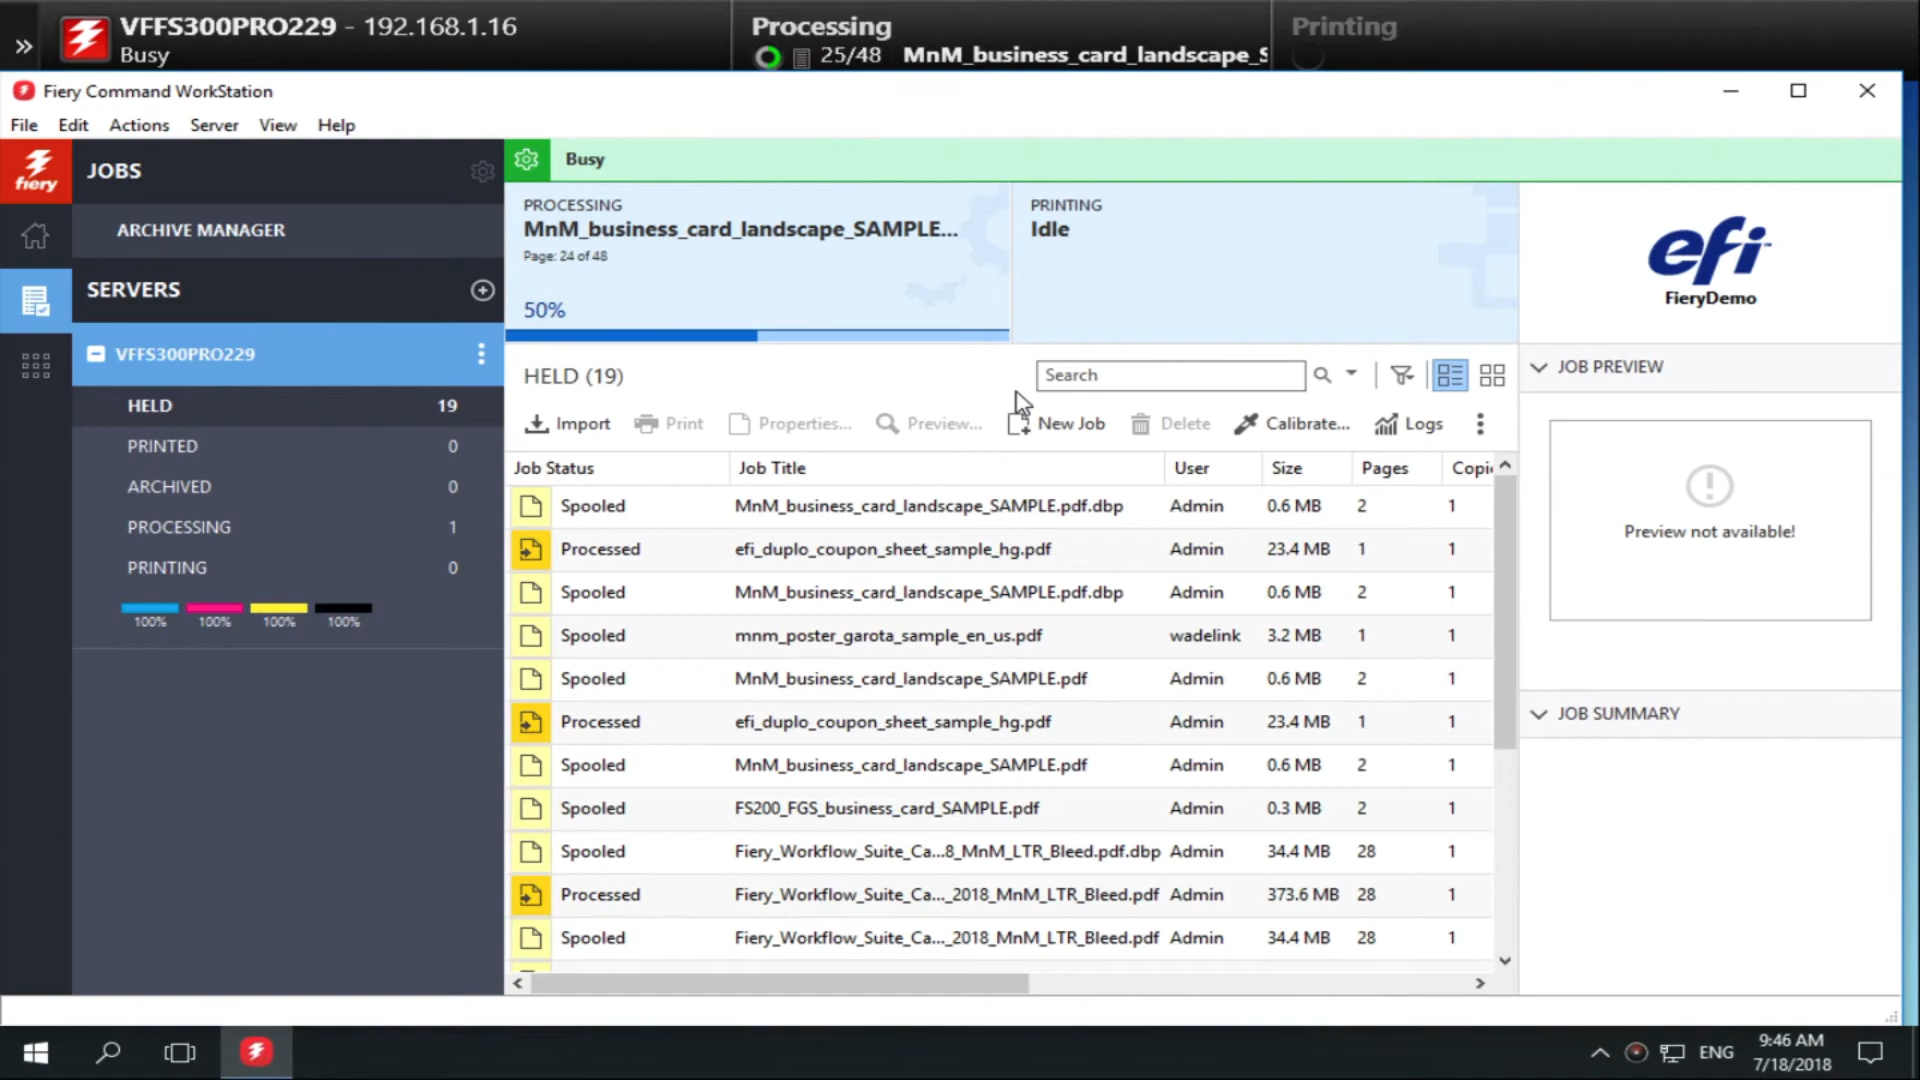 VFFS300PRO229 - 192.168.1.16
Busy
Processing
25/48 MnM_business_card_landscape_S
Printing
Fiery Command WorkStation
File Edit Actions Server View Help
fiery
JOBS
ARCHIVE MANAGER
SERVERS
VFFS300PRO229
HELD 19
PRINTED 0
ARCHIVED 0
PROCESSING 1
PRINTING 0
100% 100% 100% 100%
Busy
PROCESSING
MnM_business_card_landscape_SAMPLE...
Page: 24 of 48
50%
PRINTING
Idle
efi
FieryDemo
HELD (19)
Search
Import Print Properties... Preview... New Job Delete Calibrate... Logs
Job Status Job Title User Size Pages Copi
Spooled MnM_business_card_landscape_SAMPLE.pdf.dbp Admin 0.6 MB 2 1
Processed efi_duplo_coupon_sheet_sample_hg.pdf Admin 23.4 MB 1 1
Spooled MnM_business_card_landscape_SAMPLE.pdf.dbp Admin 0.6 MB 2 1
Spooled mnm_poster_garota_sample_en_us.pdf wadelink 3.2 MB 1 1
Spooled MnM_business_card_landscape_SAMPLE.pdf Admin 0.6 MB 2 1
Processed efi_duplo_coupon_sheet_sample_hg.pdf Admin 23.4 MB 1 1
Spooled MnM_business_card_landscape_SAMPLE.pdf Admin 0.6 MB 2 1
Spooled FS200_FGS_business_card_SAMPLE.pdf Admin 0.3 MB 2 1
Spooled Fiery_Workflow_Suite_Ca...8_MnM_LTR_Bleed.pdf.dbp Admin 34.4 MB 28 1
Processed Fiery_Workflow_Suite_Ca..._2018_MnM_LTR_Bleed.pdf Admin 373.6 MB 28 1
Spooled Fiery_Workflow_Suite_Ca..._2018_MnM_LTR_Bleed.pdf Admin 34.4 MB 28 1
JOB PREVIEW
Preview not available!
JOB SUMMARY
ENG
9:46 AM
7/18/2018